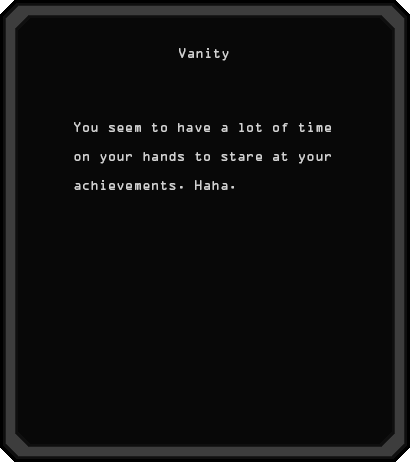 Vanity
You seem to have a lot of time
on your hands to stare at your
achievements. Haha.